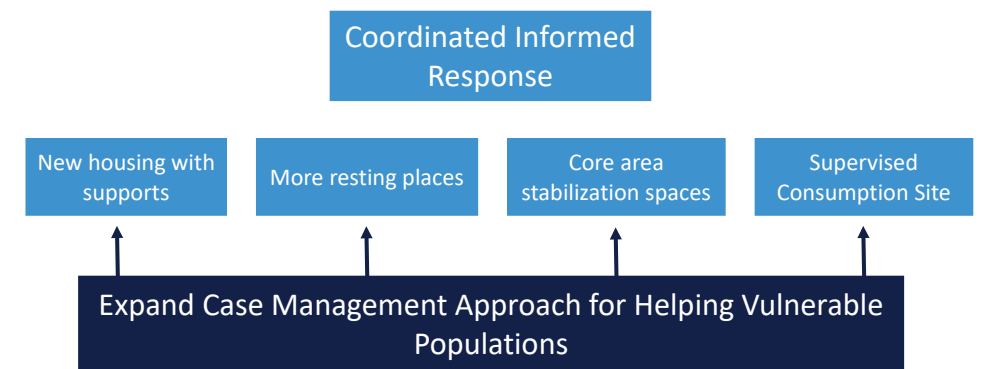 Coordinated Informed
Response
New housing with
supports
More resting places
Core area
stabilization spaces
Supervised
Consumption Site
Expand Case Management Approach for Helping Vulnerable
Populations